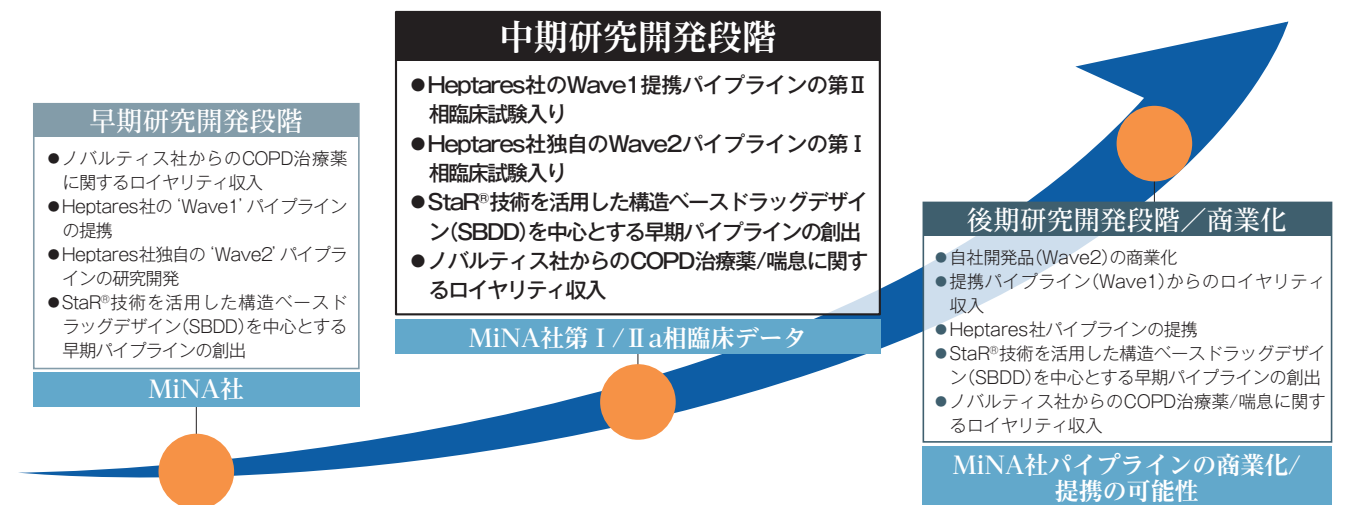 早期研究開発段階
●ノバルティス社からのCOPD治療薬
に関するロイヤリティ収入
●Heptares社の‘Wave1’パイプライン
の提携
●Heptares社独自の‘Wave2’パイプラ
インの研究開発
●StaR®技術を活用した構造ベースド
ラッグデザイン(SBDD)を中心とする
早期パイプラインの創出
MiNA社
中期研究開発段階
●Heptares社のWave1提携パイプラインの第Ⅱ
相臨床試験入り
●Heptares社独自のWave2パイプラインの第Ⅰ
相臨床試験入り
●StaR®技術を活用した構造ベースドラッグデザイ
ン(SBDD)を中心とする早期パイプラインの創出
●ノバルティス社からのCOPD治療薬/喘息に関す
るロイヤリティ収入
MiNA社第Ⅰ/Ⅱa相臨床データ
後期研究開発段階／商業化
●自社開発品(Wave2)の商業化
●提携パイプライン(Wave1)からのロイヤリティ
収入
●Heptares社パイプラインの提携
●StaR®技術を活用した構造ベースドラッグデザイ
ン(SBDD)を中心とする早期パイプラインの創出
●ノバルティス社からのCOPD治療薬/喘息に関す
るロイヤリティ収入
MiNA社パイプラインの商業化/
提携の可能性